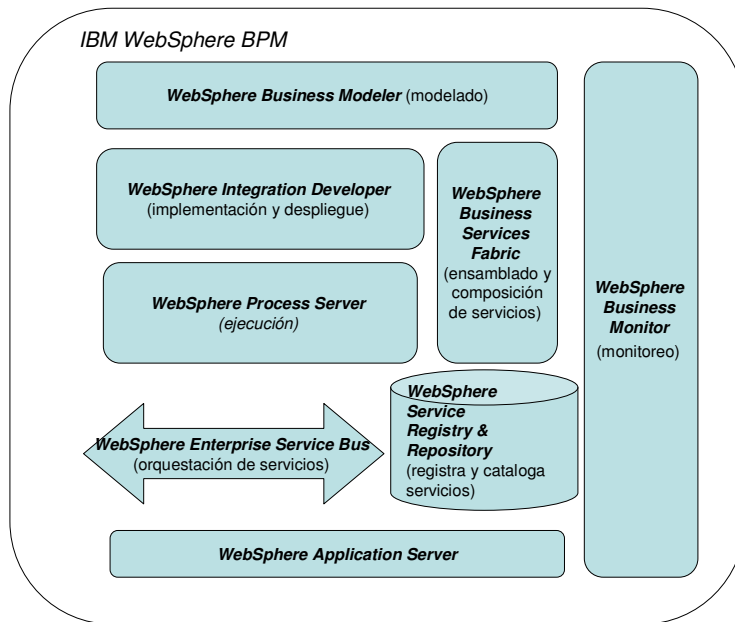 IBM WebSphere BPM
WebSphere Business Modeler (modelado)
WebSphere Integration Developer
(implementación y despliegue)
WebSphere
Business
Services
Fabric
(ensamblado y
composición
de servicios)
WebSphere Process Server
(ejecución)
WebSphere
Business
Monitor
(monitoreo)
WebSphere
Service
Registry &
Repository
(registra y cataloga
servicios)
WebSphere Enterprise Service Bus
(orquestación de servicios)
WebSphere Application Server